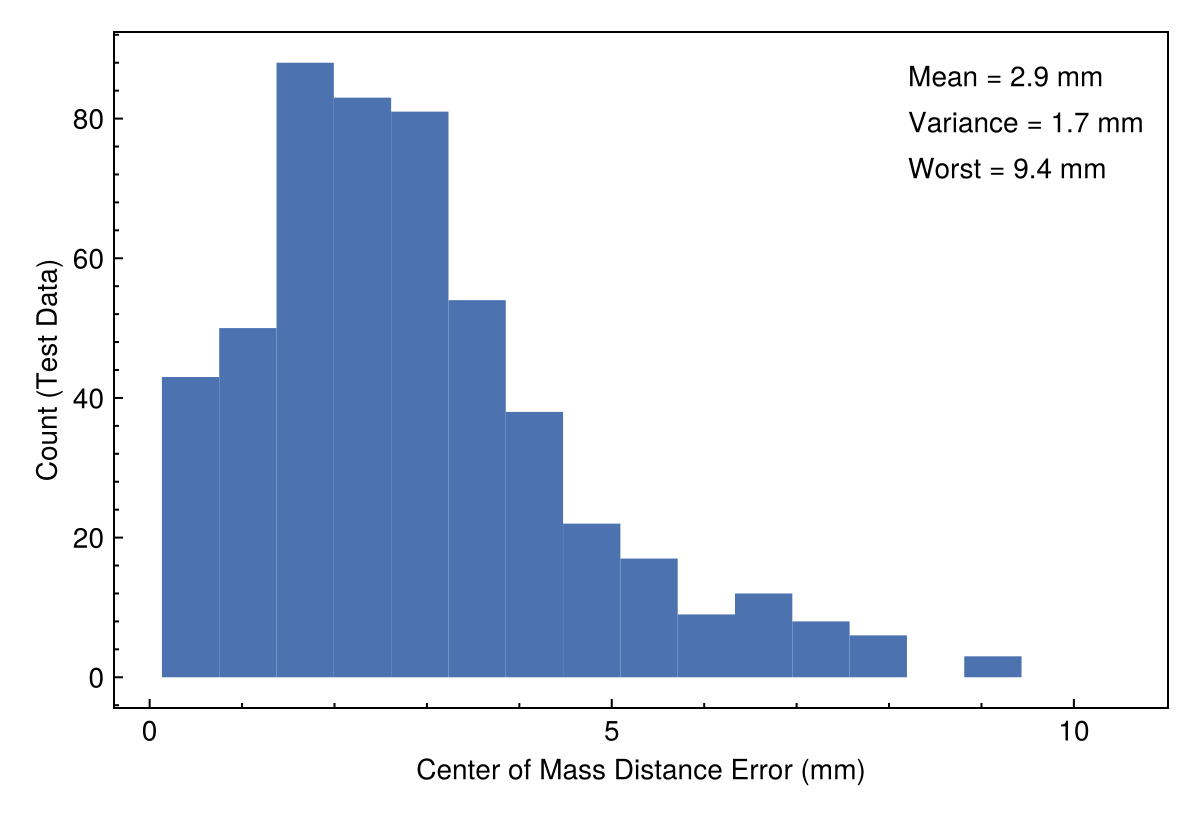 Mean = 2.9 mm
Variance = 1.7 mm
Worst = 9.4 mm
80
60
40
20
0
Count (Test Data)
0 5 10
Center of Mass Distance Error (mm)